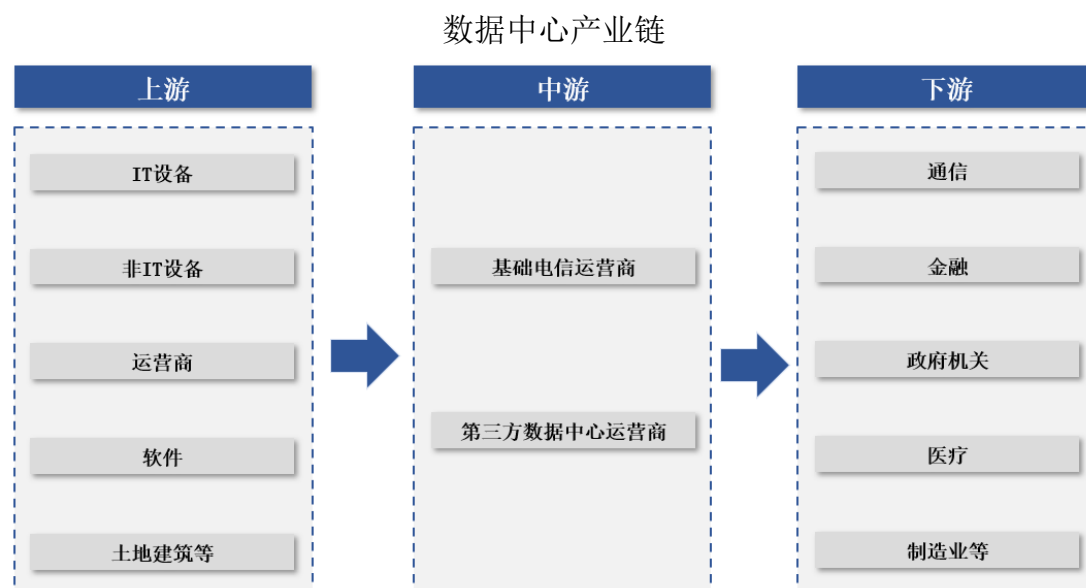 数据中心产业链
上游
IT设备
非IT设备
运营商
软件
土地建筑等
中游
基础电信运营商
第三方数据中心运营商
下游
通信
金融
政府机关
医疗
制造业等